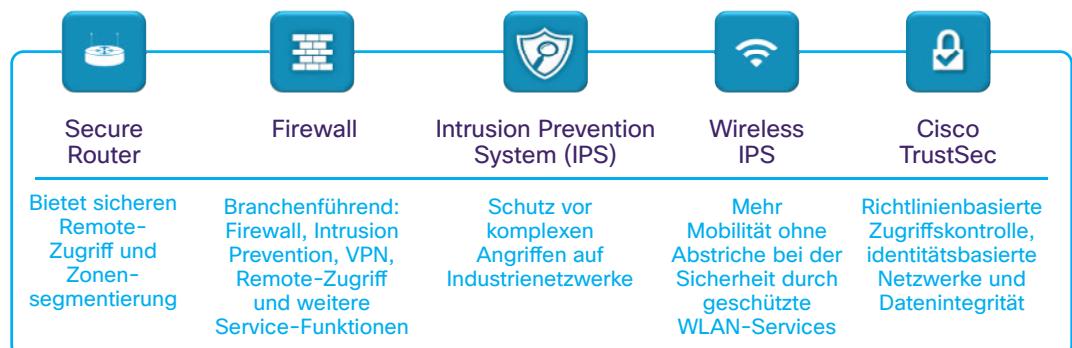 Secure
Router
Firewall
Intrusion Prevention
System (IPS)
Wireless
IPS
Cisco
TrustSec
Bietet sicheren
Remote-
Zugriff und
Zonen-
segmentierung
Branchenführend:
Firewall, Intrusion
Prevention, VPN,
Remote-Zugriff
und weitere
Service-Funktionen
Schutz vor
komplexen
Angriffen auf
Industrienetzwerke
Mehr
Mobilität ohne
Abstriche bei der
Sicherheit durch
geschützte
WLAN-Services
Richtlinienbasierte
Zugriffskontrolle,
identitätsbasierte
Netzwerke und
Datenintegrität